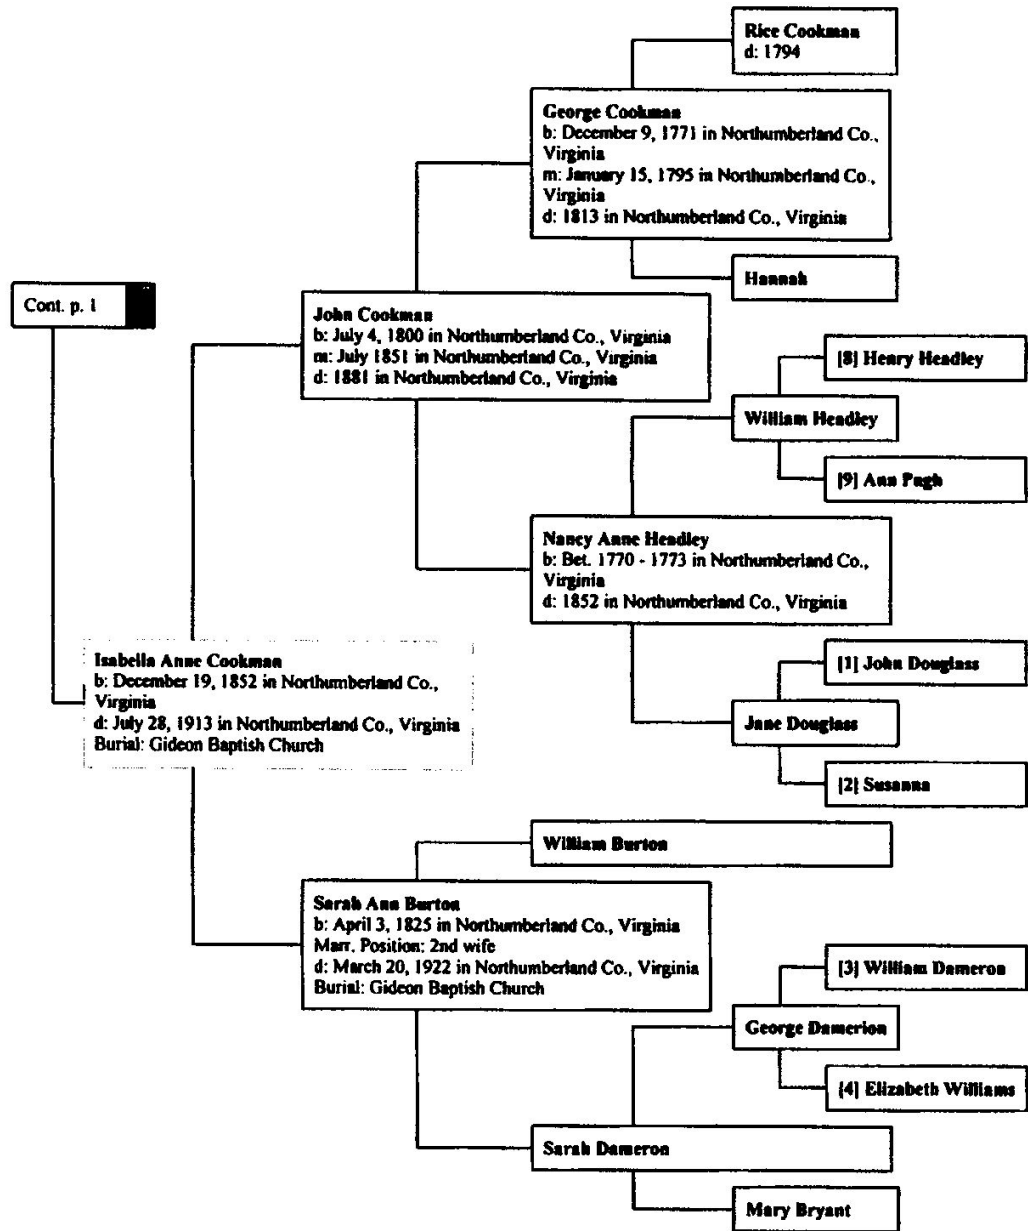 Rice Cookman
d: 1794
George Cookman
b: December 9, 1771 in Northumberland Co.,
Virginia
m: January 15, 1795 in Northumberland Co.,
Virginia
d: 1813 in Northumberland Co., Virginia
Hannah
Cont. p. 1
John Cookman
b: July 4, 1800 in Northumberland Co., Virginia
m: July 1851 in Northumberland Co., Virginia
d: 1881 in Northumberland Co., Virginia
[8] Henry Headley
William Headley
[9] Ann Pugh
Nancy Anne Headley
b: Bet. 1770 - 1773 in Northumberland Co.,
Virginia
d: 1852 in Northumberland Co., Virginia
[1] John Douglass
Jane Douglass
[2] Susanna
Isabella Anne Cookman
b: December 19, 1852 in Northumberland Co.,
Virginia
d: July 28, 1913 in Northumberland Co., Virginia
Burial: Gideon Baptish Church
William Burton
Sarah Ann Burton
b: April 3, 1825 in Northumberland Co., Virginia
Marr. Position: 2nd wife
d: March 20, 1922 in Northumberland Co., Virginia
Burial: Gideon Baptish Church
[3] William Dameron
George Damerion
[4] Elizabeth Williams
Sarah Dameron
Mary Bryant